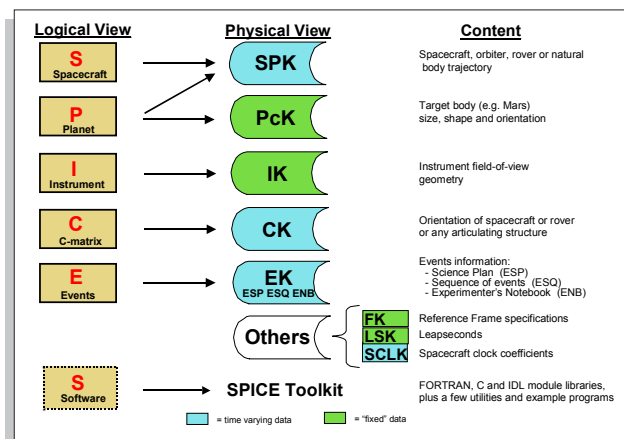 Logical View Physical View Content
S
Spacecraft
SPK
Spacecraft, orbiter, rover or natural
body trajectory
P
Planet
PcK
Target body (e.g. Mars)
size, shape and orientation
I
Instrument
IK
Instrument field-of-view
geometry
C
C-matrix
CK
Orientation of spacecraft or rover
or any articulating structure
E
Events
EK
ESP ESQ ENB
Events information:
- Science Plan (ESP)
- Sequence of events (ESQ)
- Experimenter's Notebook (ENB)
Others
FK Reference Frame specifications
LSK Leapseconds
SCLK Spacecraft clock coefficients
S
Software
SPICE Toolkit
FORTRAN, C and IDL module libraries,
plus a few utilities and example programs
= time varying data = "fixed" data